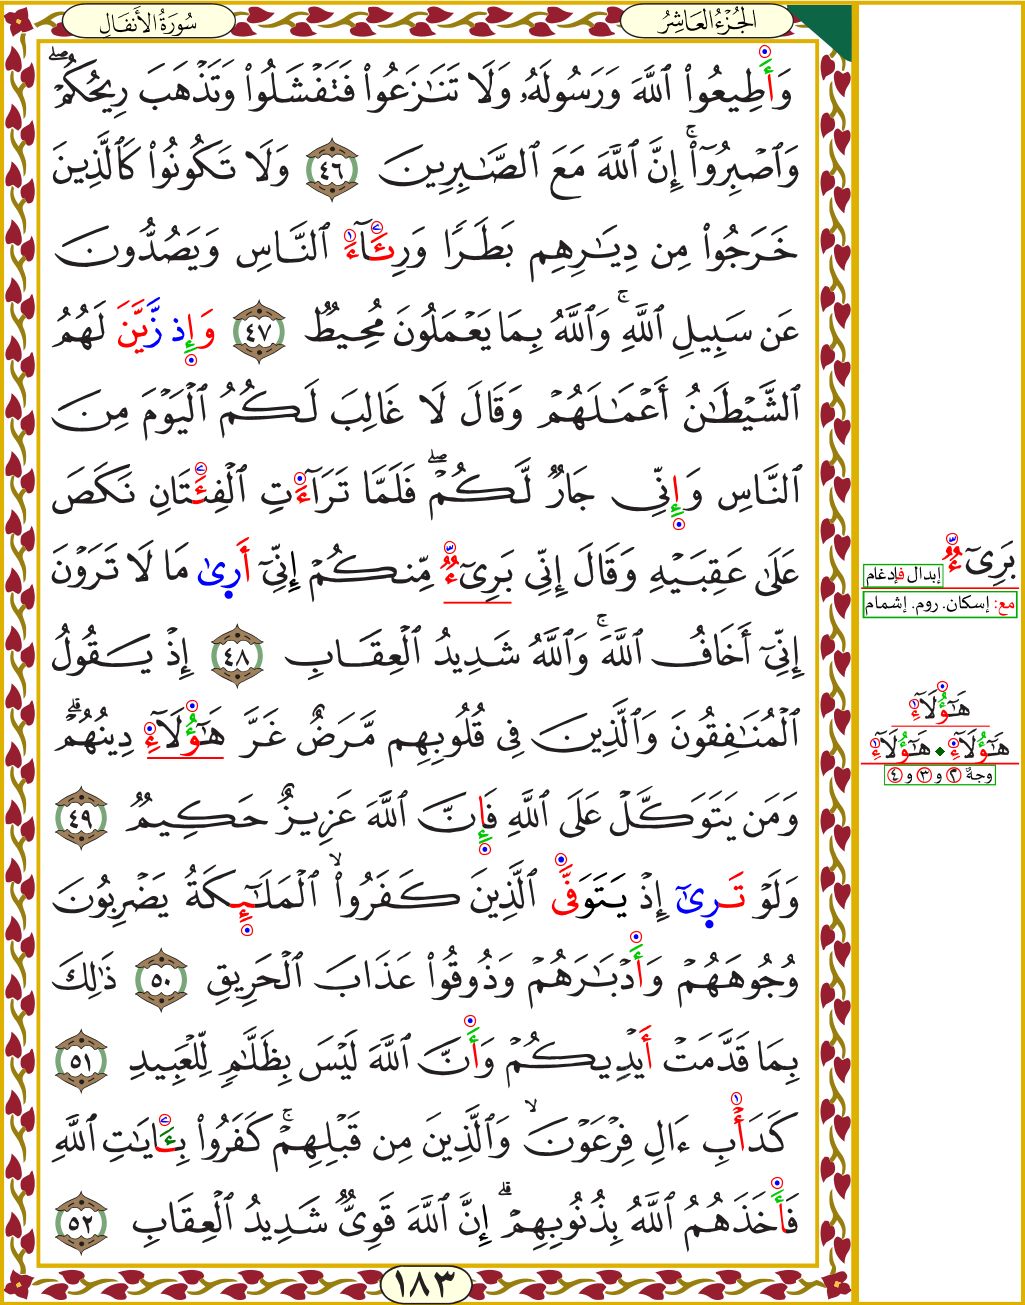 الجُزْءُ العَاشِرُ
سُورَةُ الأَنفَالِ
وَأَطِيعُوا۟ ٱللَّهَ وَرَسُولَهُۥ وَلَا تَنَـٰزَعُوا۟ فَتَفْشَلُوا۟ وَتَذْهَبَ رِيحُكُمْ ۖ
وَٱصْبِرُوٓا۟ ۚ إِنَّ ٱللَّهَ مَعَ ٱلصَّـٰبِرِينَ ٤٦ وَلَا تَكُونُوا۟ كَٱلَّذِينَ
خَرَجُوا۟ مِن دِيَـٰرِهِم بَطَرًا وَرِئَآءَ ٱلنَّاسِ وَيَصُدُّونَ
عَن سَبِيلِ ٱللَّهِ ۚ وَٱللَّهُ بِمَا يَعْمَلُونَ مُحِيطٌ ٤٧ وَإِذ زَّيَّنَ لَهُمُ
ٱلشَّيْطَـٰنُ أَعْمَـٰلَهُمْ وَقَالَ لَا غَالِبَ لَكُمُ ٱلْيَوْمَ مِنَ
ٱلنَّاسِ وَإِنِّى جَارٌ لَّكُمْ ۖ فَلَمَّا تَرَآءَتِ ٱلْفِئَتَانِ نَكَصَ
عَلَىٰ عَقِبَيْهِ وَقَالَ إِنِّى بَرِىٓءٌ مِّنكُمْ إِنِّىٓ أَرِىٰ مَا لَا تَرَوْنَ
إِنِّىٓ أَخَافُ ٱللَّهَ ۚ وَٱللَّهُ شَدِيدُ ٱلْعِقَابِ ٤٨ إِذْ يَقُولُ
ٱلْمُنَـٰفِقُونَ وَٱلَّذِينَ فِى قُلُوبِهِم مَّرَضٌ غَرَّ هَـٰٓؤُلَآءِ دِينُهُمْ ۗ
وَمَن يَتَوَكَّلْ عَلَى ٱللَّهِ فَإِنَّ ٱللَّهَ عَزِيزٌ حَكِيمٌ ٤٩
وَلَوْ تَرِىٰٓ إِذْ يَتَوَفَّى ٱلَّذِينَ كَفَرُوا۟ ۙ ٱلْمَلَـٰٓئِكَةُ يَضْرِبُونَ
وُجُوهَهُمْ وَأَدْبَـٰرَهُمْ وَذُوقُوا۟ عَذَابَ ٱلْحَرِيقِ ٥٠ ذَٰلِكَ
بِمَا قَدَّمَتْ أَيْدِيكُمْ وَأَنَّ ٱللَّهَ لَيْسَ بِظَلَّـٰمٍ لِّلْعَبِيدِ ٥١
كَدَأْبِ ءَالِ فِرْعَوْنَ ۙ وَٱلَّذِينَ مِن قَبْلِهِمْ ۚ كَفَرُوا۟ بِـَٔايَـٰتِ ٱللَّهِ
فَأَخَذَهُمُ ٱللَّهُ بِذُنُوبِهِمْ ۗ إِنَّ ٱللَّهَ قَوِىٌّ شَدِيدُ ٱلْعِقَابِ ٥٢
١٨٣
بَرِىٓءٌ
إبدال فإدغام
مع: إسكان. روم. إشمام
هَـٰٓؤُلَآءِ
هَـٰٓؤُلَآءِ ◆ هَـٰٓؤُلَآءِ
وجهٌ ٢ و ٣ و ٤